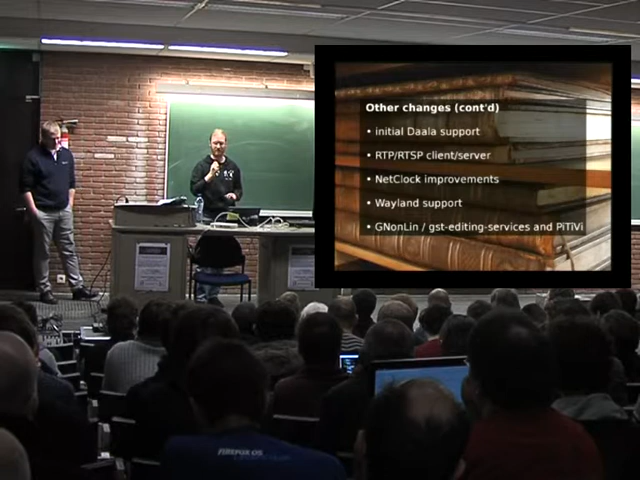 Other changes (cont'd)
• initial Daala support
• RTP/RTSP client/server
• NetClock improvements
• Wayland support
• GNonLin / gst-editing-services and PiTiVi
FIREFOX OS